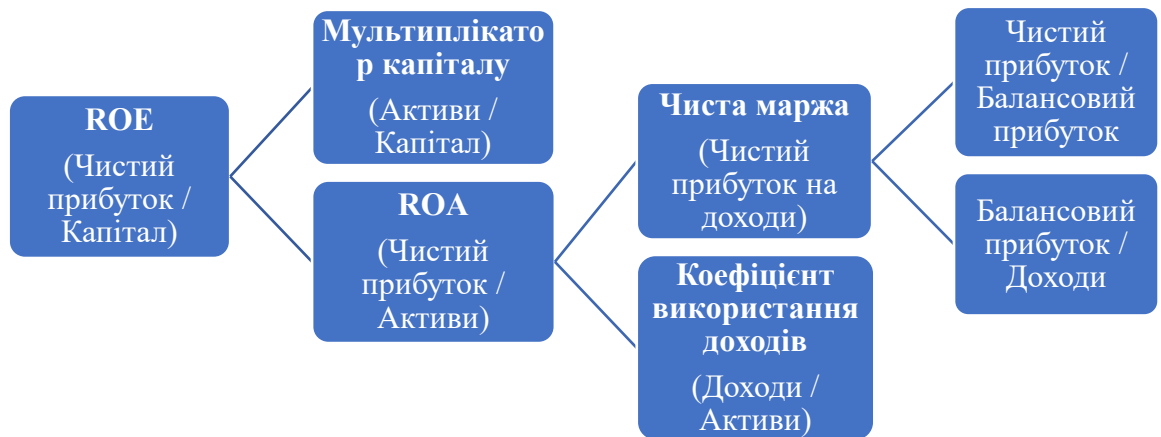 ROE
(Чистий
прибуток /
Капітал)
Мультиплікато
р капіталу
(Активи /
Капітал)
ROA
(Чистий
прибуток /
Активи)
Чиста маржа
(Чистий
прибуток на
доходи)
Коефіцієнт
використання
доходів
(Доходи /
Активи)
Чистий
прибуток /
Балансовий
прибуток
Балансовий
прибуток /
Доходи